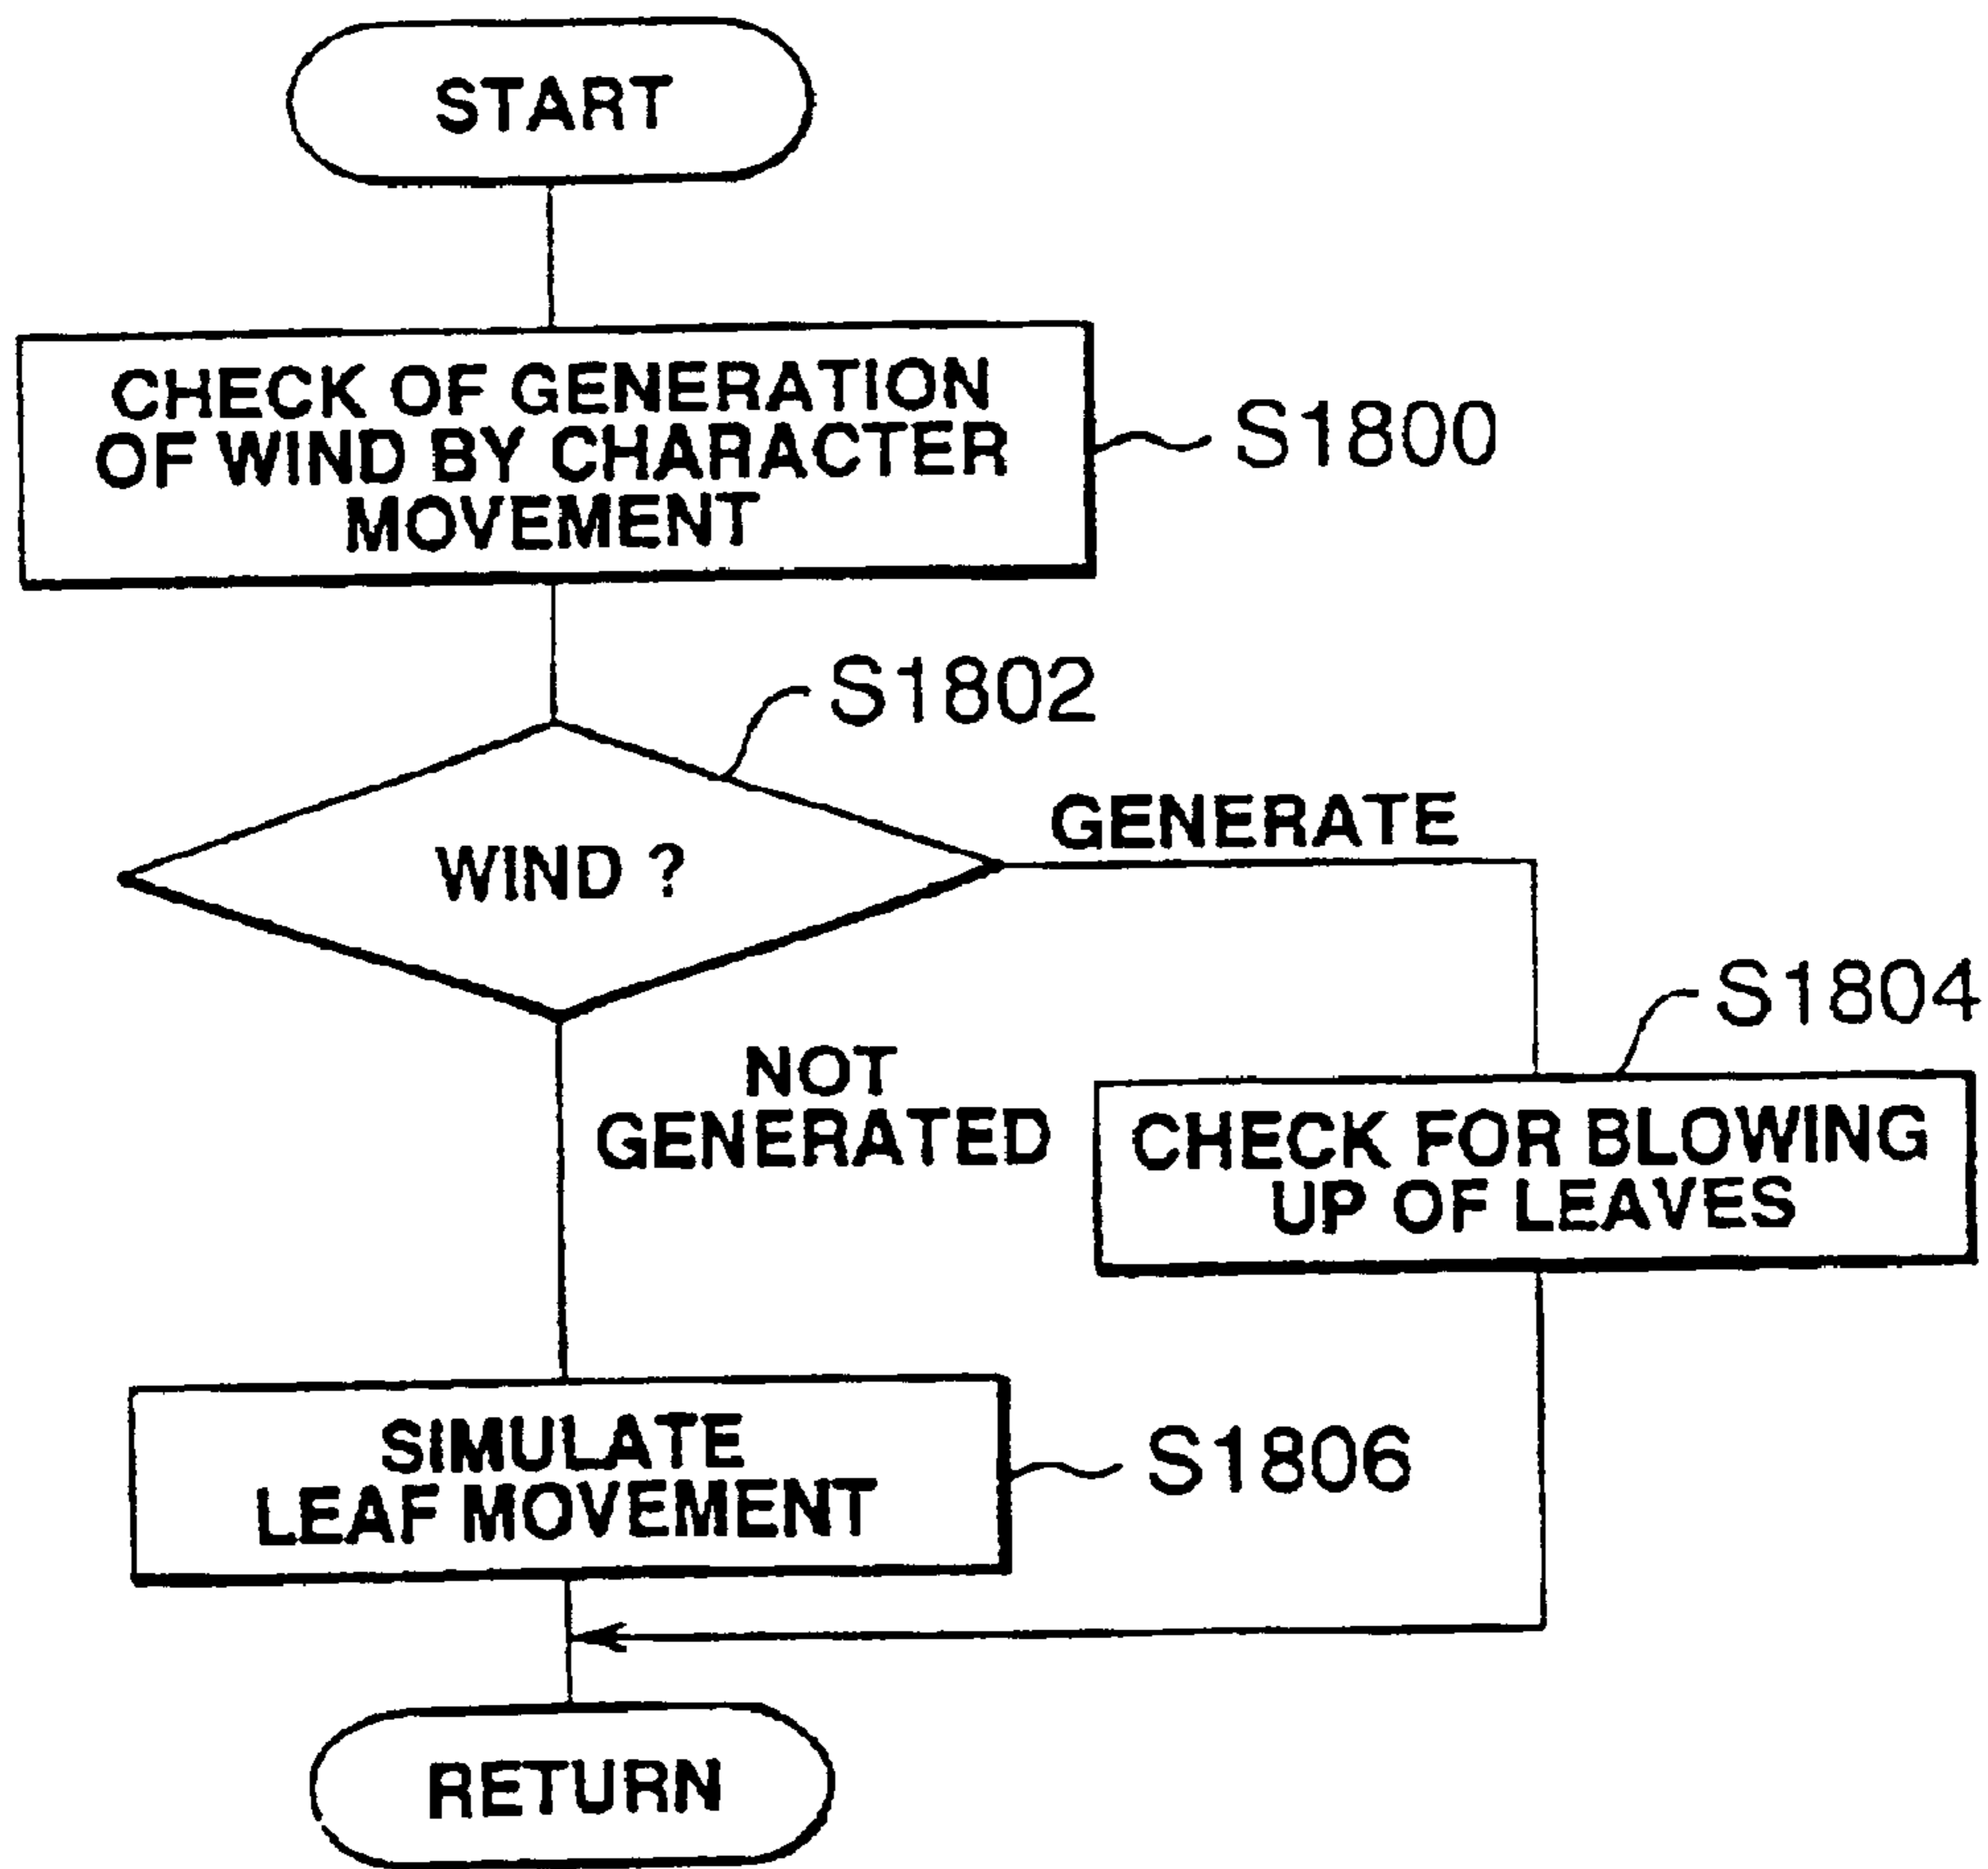 START
CHECK OF GENERATION
OF WIND BY CHARACTER
MOVEMENT
S1800
S1802
WIND ?
GENERATE
S1804
NOT
GENERATED
CHECK FOR BLOWING
UP OF LEAVES
SIMULATE
LEAF MOVEMENT
S1806
RETURN